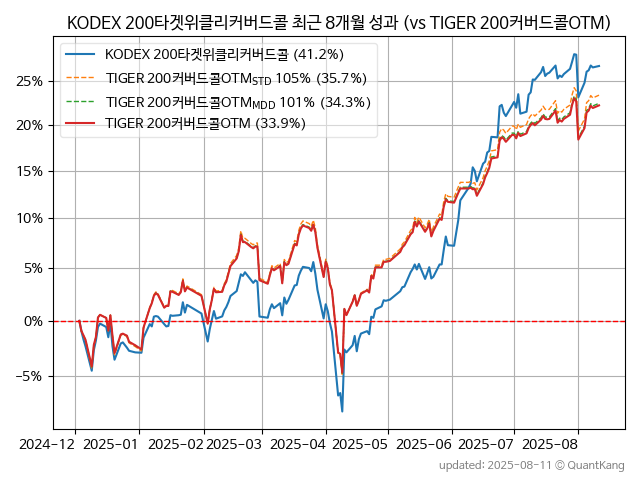 KODEX 200타겟위클리커버드콜 최근 8개월 성과 (vs TIGER 200커버드콜OTM)
KODEX 200타겟위클리커버드콜 (41.2%)
TIGER 200커버드콜OTM_STD 105% (35.7%)
TIGER 200커버드콜OTM_MDD 101% (34.3%)
TIGER 200커버드콜OTM (33.9%)
25%
20%
15%
10%
5%
0%
−5%
2024-12 2025-01 2025-02 2025-03 2025-04 2025-05 2025-06 2025-07 2025-08
updated: 2025-08-11 © QuantKang